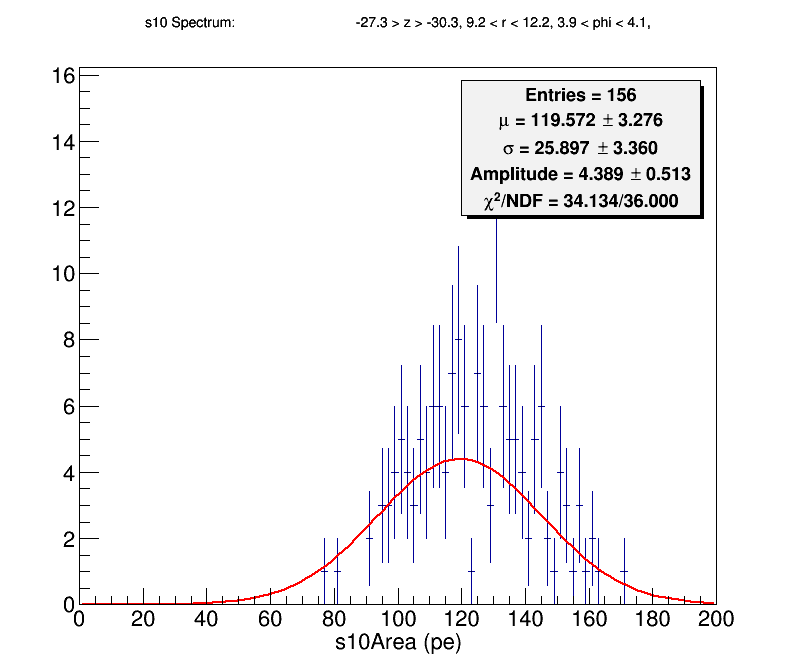 s10 Spectrum: -27.3 > z > -30.3, 9.2 < r < 12.2, 3.9 < phi < 4.1,
Entries = 156
μ = 119.572 ± 3.276
σ = 25.897 ± 3.360
Amplitude = 4.389 ± 0.513
χ²/NDF = 34.134/36.000
16
14
12
10
8
6
4
2
0
0 20 40 60 80 100 120 140 160 180 200
s10Area (pe)